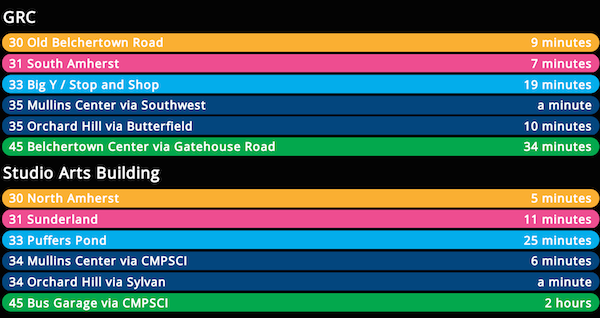 GRC
30 Old Belchertown Road 9 minutes
31 South Amherst 7 minutes
33 Big Y / Stop and Shop 19 minutes
35 Mullins Center via Southwest a minute
35 Orchard Hill via Butterfield 10 minutes
45 Belchertown Center via Gatehouse Road 34 minutes
Studio Arts Building
30 North Amherst 5 minutes
31 Sunderland 11 minutes
33 Puffers Pond 25 minutes
34 Mullins Center via CMPSCI 6 minutes
34 Orchard Hill via Sylvan a minute
45 Bus Garage via CMPSCI 2 hours